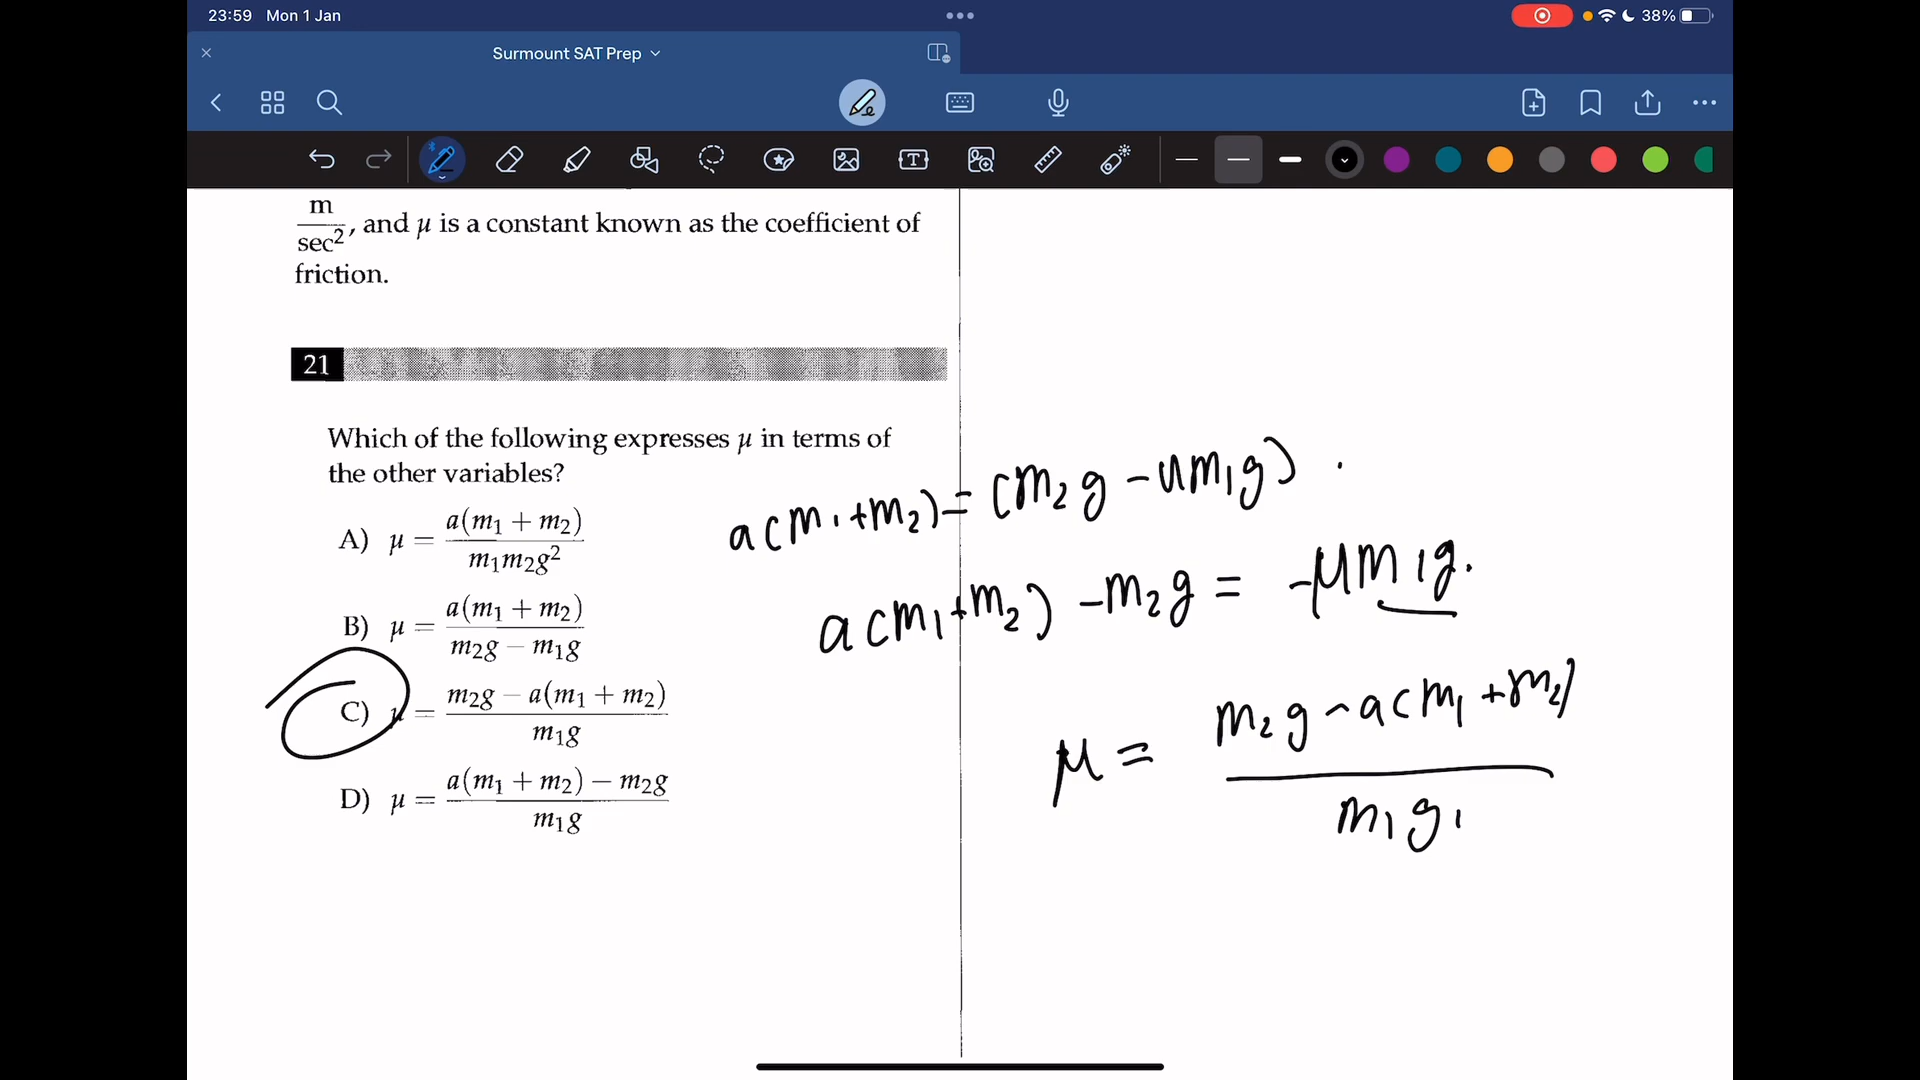 23:59 Mon 1 Jan
38%
Surmount SAT Prep
m/sec², and μ is a constant known as the coefficient of
friction.
21
Which of the following expresses μ in terms of
the other variables?
A) μ = a(m₁ + m₂)/m₁m₂g²
B) μ = a(m₁ + m₂)/m₂g − m₁g
C) μ = m₂g − a(m₁ + m₂)/m₁g
D) μ = a(m₁ + m₂) − m₂g/m₁g
a(m₁+m₂) = (m₂g − um₁g)
a(m₁+m₂) − m₂g = −μm₁g.
μ = m₂g − a(m₁+m₂)/m₁g